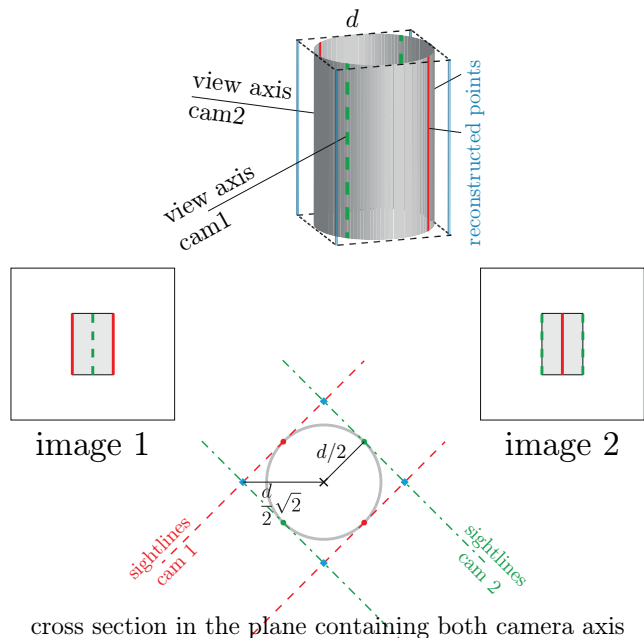 d
view axis
cam2
view axis
cam1
reconstructed points
image 1
image 2
d/2
d/2 √2
sightlines
cam 1
sightlines
cam 2
cross section in the plane containing both camera axis